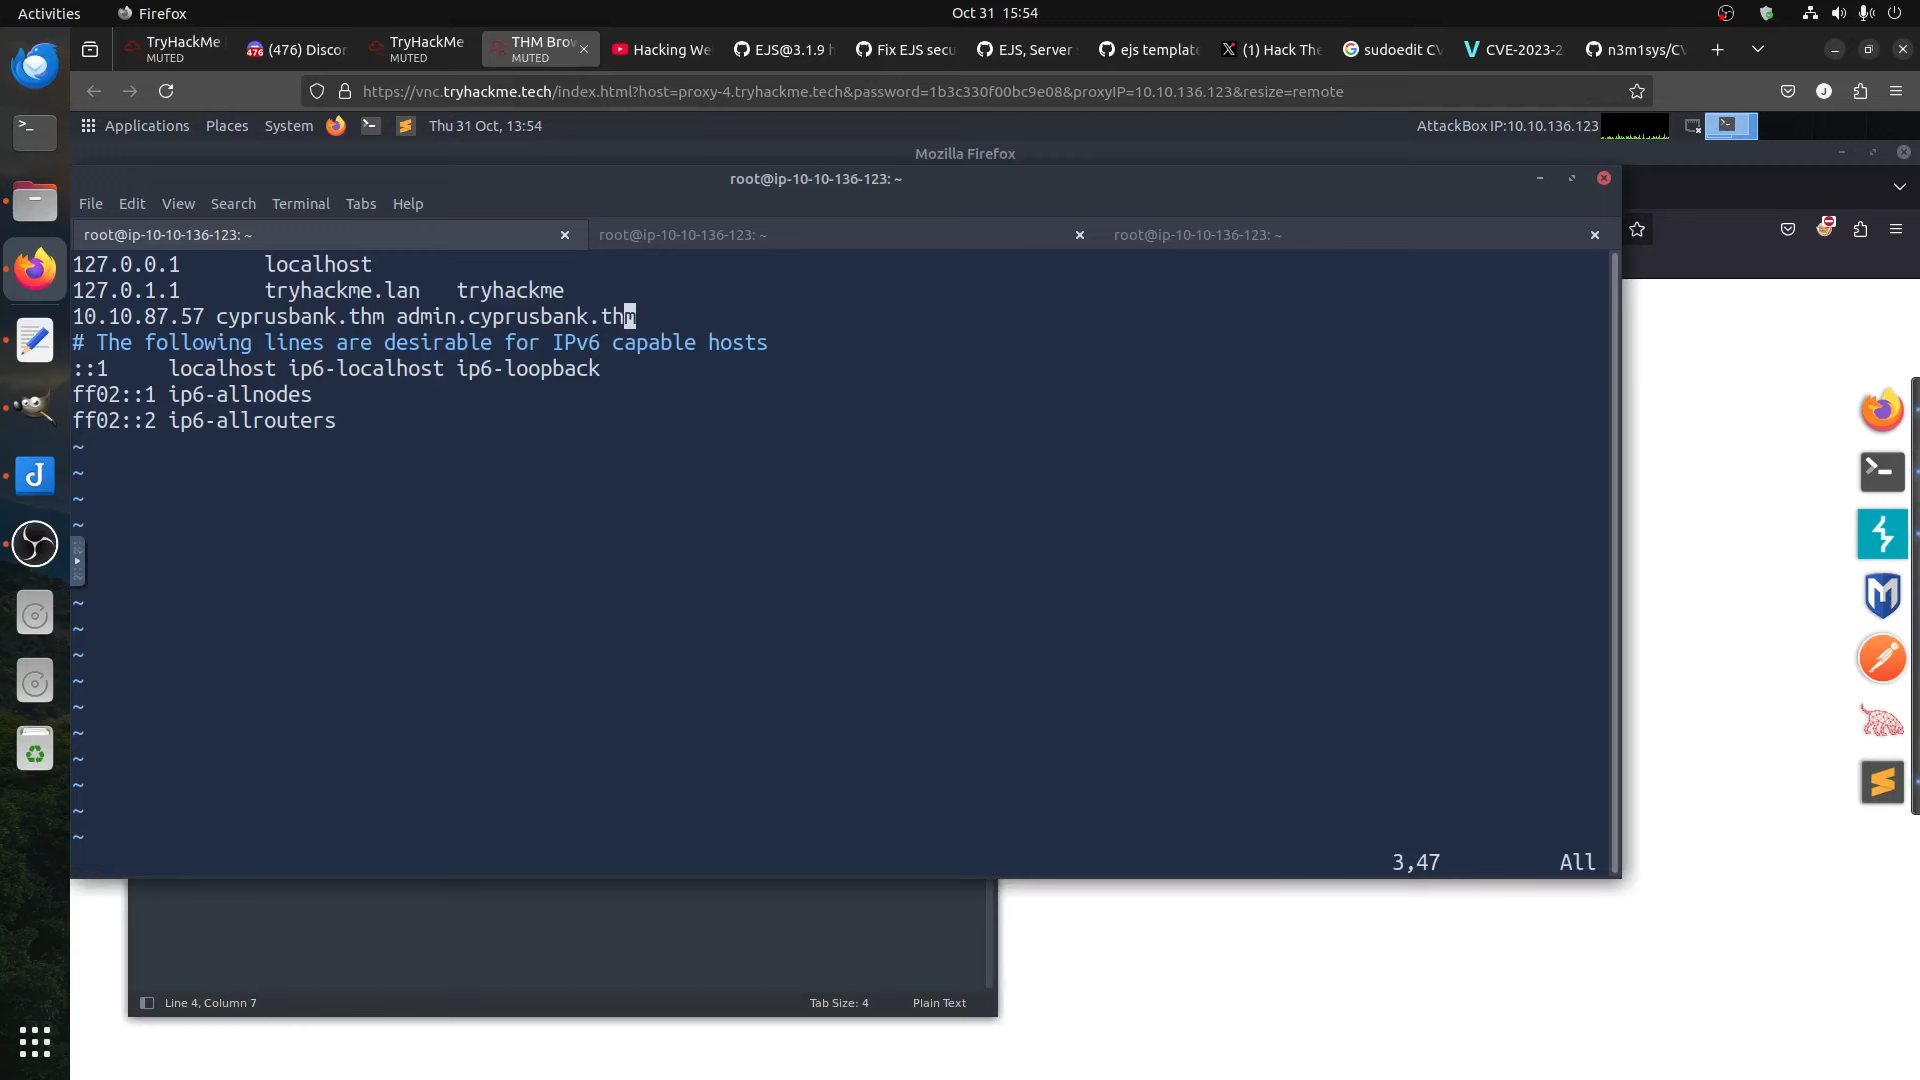 Activities Firefox Oct 31 15:54
TryHackMe MUTED
(476) Discor
TryHackMe MUTED
THM Brow MUTED
Hacking We
EJS@3.1.9 h
Fix EJS secu
EJS, Server
ejs template
(1) Hack The
sudoedit CV
CVE-2023-2
n3m1sys/CV
https://vnc.tryhackme.tech/index.html?host=proxy-4.tryhackme.tech&password=1b3c330f00bc9e08&proxyIP=10.10.136.123&resize=remote
Applications Places System Thu 31 Oct, 13:54 AttackBox IP:10.10.136.123
Mozilla Firefox
root@ip-10-10-136-123: ~
File Edit View Search Terminal Tabs Help
root@ip-10-10-136-123: ~ root@ip-10-10-136-123: ~ root@ip-10-10-136-123: ~
127.0.0.1 localhost
127.0.1.1 tryhackme.lan tryhackme
10.10.87.57 cyprusbank.thm admin.cyprusbank.thm
# The following lines are desirable for IPv6 capable hosts
::1 localhost ip6-localhost ip6-loopback
ff02::1 ip6-allnodes
ff02::2 ip6-allrouters
~
~
~
~
~
~
~
~
~
~
~
~
~
~
3,47 All
Line 4, Column 7 Tab Size: 4 Plain Text